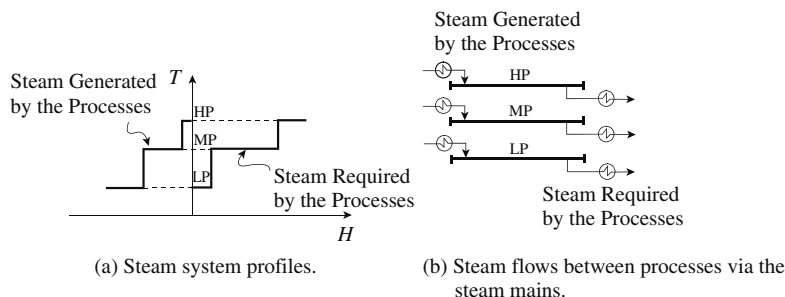 Steam Generated
by the Processes
T
HP
MP
LP
Steam Required
by the Processes
H
(a) Steam system profiles.
Steam Generated
by the Processes
HP
MP
LP
Steam Required
by the Processes
(b) Steam flows between processes via the
steam mains.